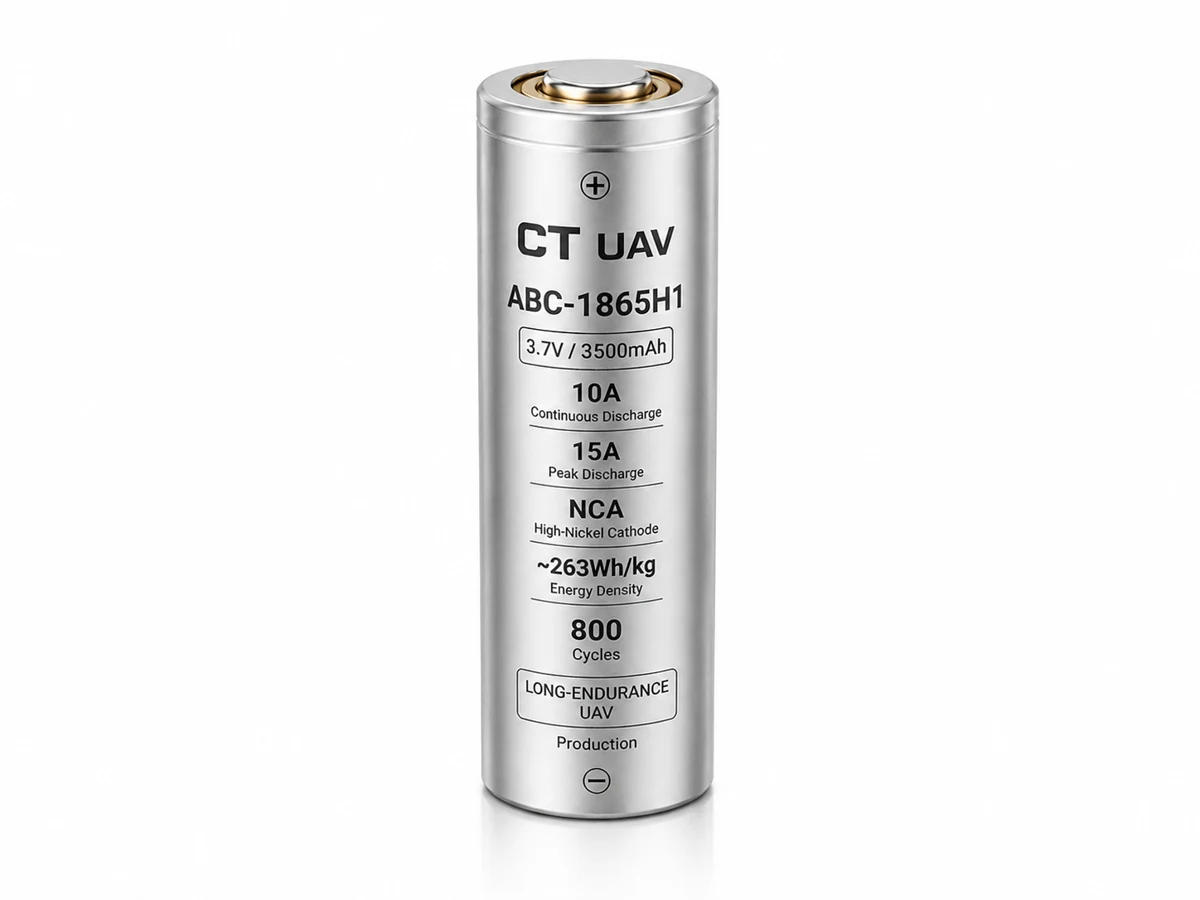 +
CT UAV
ABC-1865H1
3.7V / 3500mAh
10A
Continuous Discharge
15A
Peak Discharge
NCA
High-Nickel Cathode
~263Wh/kg
Energy Density
800
Cycles
LONG-ENDURANCE
UAV
Production
−